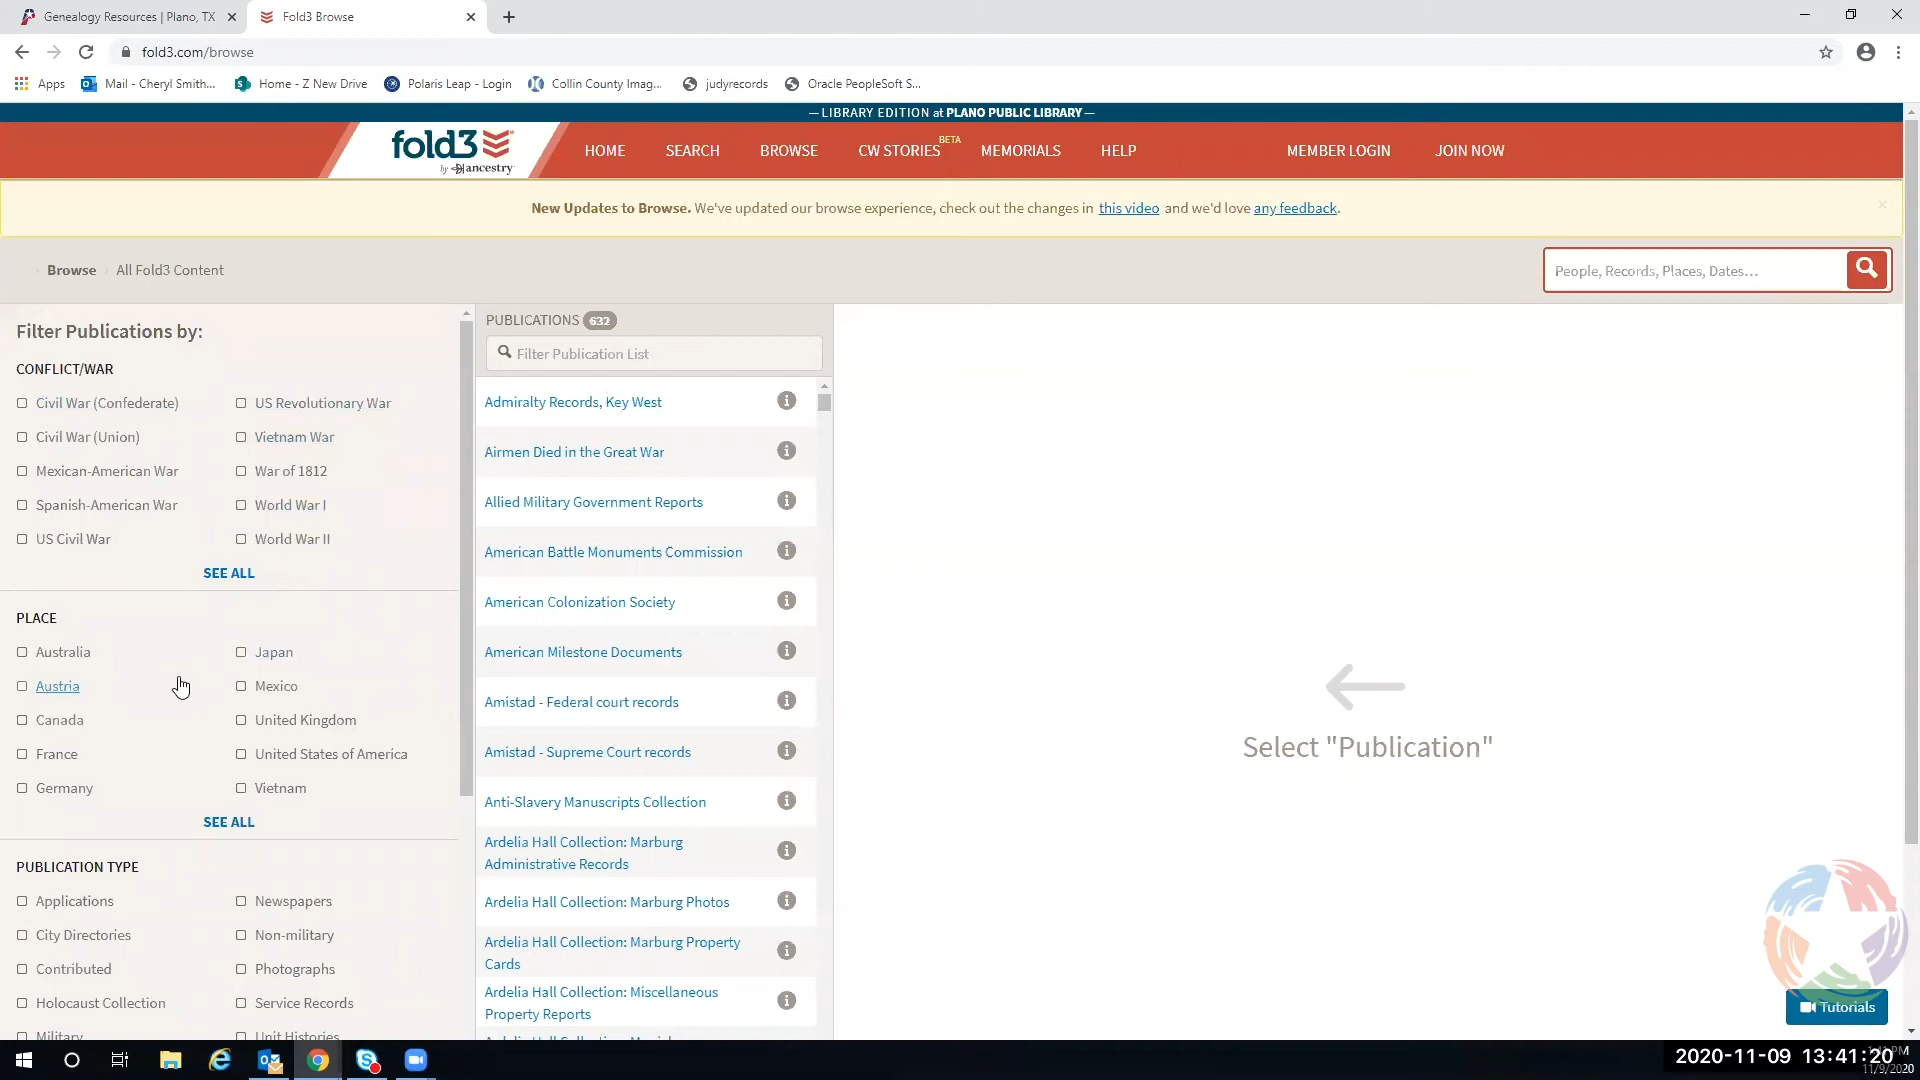 Genealogy Resources | Plano, TX
Fold3 Browse
fold3.com/browse
Apps
Mail - Cheryl Smith...
Home - Z New Drive
Polaris Leap - Login
Collin County Imag...
judyrecords
Oracle PeopleSoft S...
— LIBRARY EDITION at PLANO PUBLIC LIBRARY —
fold3
by ancestry
HOME
SEARCH
BROWSE
CW STORIES BETA
MEMORIALS
HELP
MEMBER LOGIN
JOIN NOW
New Updates to Browse. We've updated our browse experience, check out the changes in this video and we'd love any feedback.
Browse
All Fold3 Content
People, Records, Places, Dates...
Filter Publications by:
CONFLICT/WAR
Civil War (Confederate)
US Revolutionary War
Civil War (Union)
Vietnam War
Mexican-American War
War of 1812
Spanish-American War
World War I
US Civil War
World War II
SEE ALL
PLACE
Australia
Japan
Austria
Mexico
Canada
United Kingdom
France
United States of America
Germany
Vietnam
SEE ALL
PUBLICATION TYPE
Applications
Newspapers
City Directories
Non-military
Contributed
Photographs
Holocaust Collection
Service Records
Military
Unit Histories
PUBLICATIONS 632
Filter Publication List
Admiralty Records, Key West
Airmen Died in the Great War
Allied Military Government Reports
American Battle Monuments Commission
American Colonization Society
American Milestone Documents
Amistad - Federal court records
Amistad - Supreme Court records
Anti-Slavery Manuscripts Collection
Ardelia Hall Collection: Marburg
Administrative Records
Ardelia Hall Collection: Marburg Photos
Ardelia Hall Collection: Marburg Property
Cards
Ardelia Hall Collection: Miscellaneous
Property Reports
Select "Publication"
Tutorials
2020-11-09 13:41:20
11/9/2020